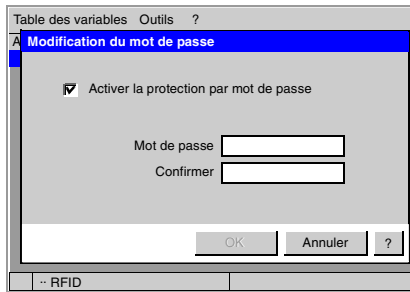 Table des variables Outils ?
A
Modification du mot de passe
Activer la protection par mot de passe
Mot de passe
Confirmer
OK Annuler ?
·· RFID